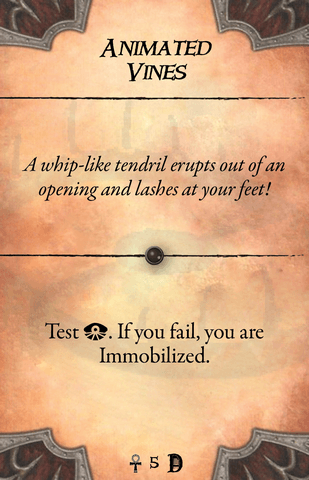 Animated
Vines
A whip-like tendril erupts out of an
opening and lashes at your feet!
Test . If you fail, you are
Immobilized.
5 D